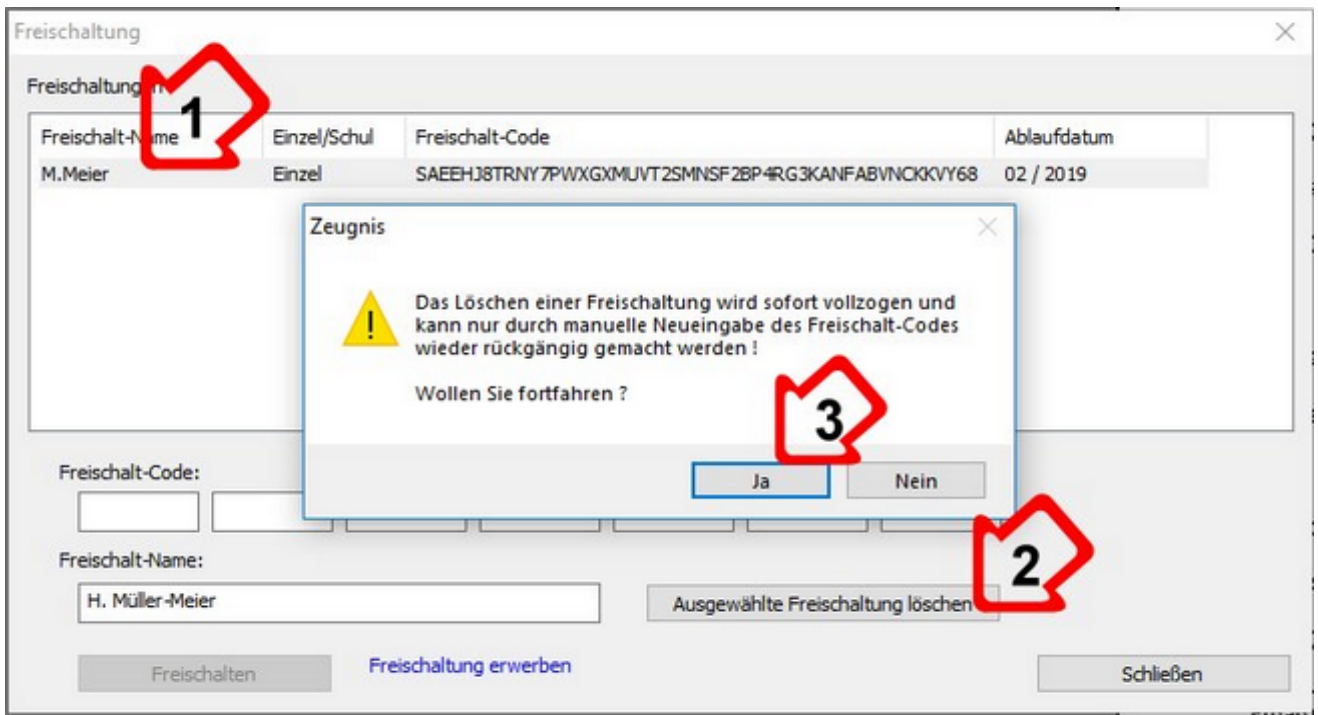 Freischaltung
Freischaltungen
1
Freischalt-Name Einzel/Schul Freischalt-Code Ablaufdatum
M.Meier Einzel SAEEHJ8TRNY7PWXGXMUVT2SMNSF2BP4RG3KANFABVNCKKVY68 02 / 2019
Zeugnis
Das Löschen einer Freischaltung wird sofort vollzogen und
kann nur durch manuelle Neueingabe des Freischalt-Codes
wieder rückgängig gemacht werden !
Wollen Sie fortfahren ?
3
Ja Nein
Freischalt-Code:
2
Freischalt-Name:
H. Müller-Meier
Ausgewählte Freischaltung löschen
Freischalten Freischaltung erwerben Schließen